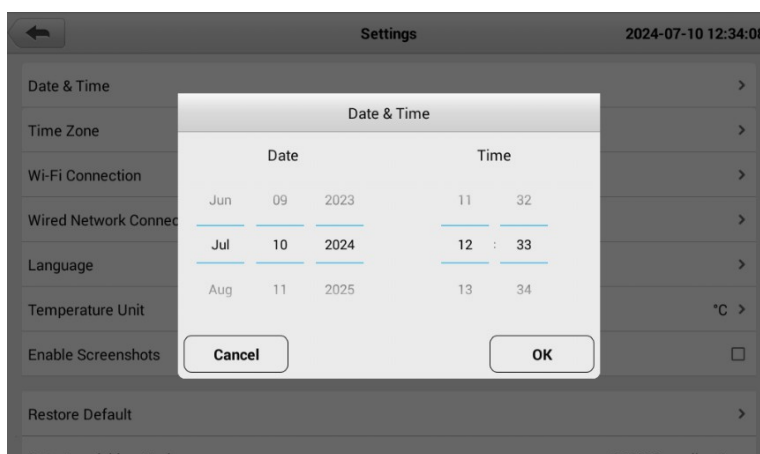 Settings
2024-07-10 12:34:08
Date & Time
Time Zone
Wi-Fi Connection
Wired Network Connec
Language
Temperature Unit
°C
Enable Screenshots
Restore Default
Date & Time
Date
Time
Jun 09 2023 11 32
Jul 10 2024 12 : 33
Aug 11 2025 13 34
Cancel
OK